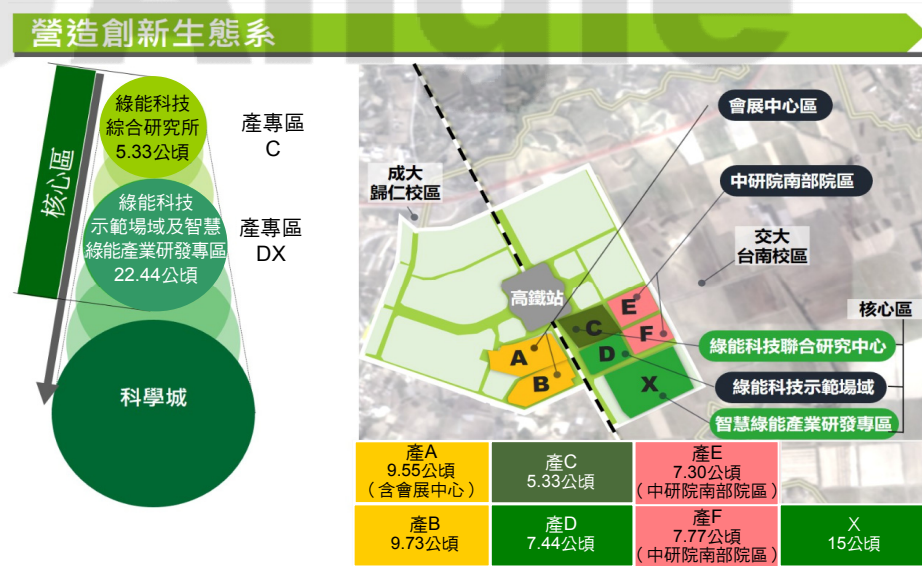 營造創新生態系
核心區
綠能科技
綜合研究所
5.33公頃
產專區
C
綠能科技
示範場域及智慧
綠能產業研發專區
22.44公頃
產專區
DX
科學城
成大
歸仁校區
會展中心區
中研院南部院區
交大
台南校區
高鐵站
E
F
C
A
D
B
X
核心區
綠能科技聯合研究中心
綠能科技示範場域
智慧綠能產業研發專區
產A
9.55公頃
（含會展中心）
產C
5.33公頃
產E
7.30公頃
（中研院南部院區）
產B
9.73公頃
產D
7.44公頃
產F
7.77公頃
（中研院南部院區）
X
15公頃